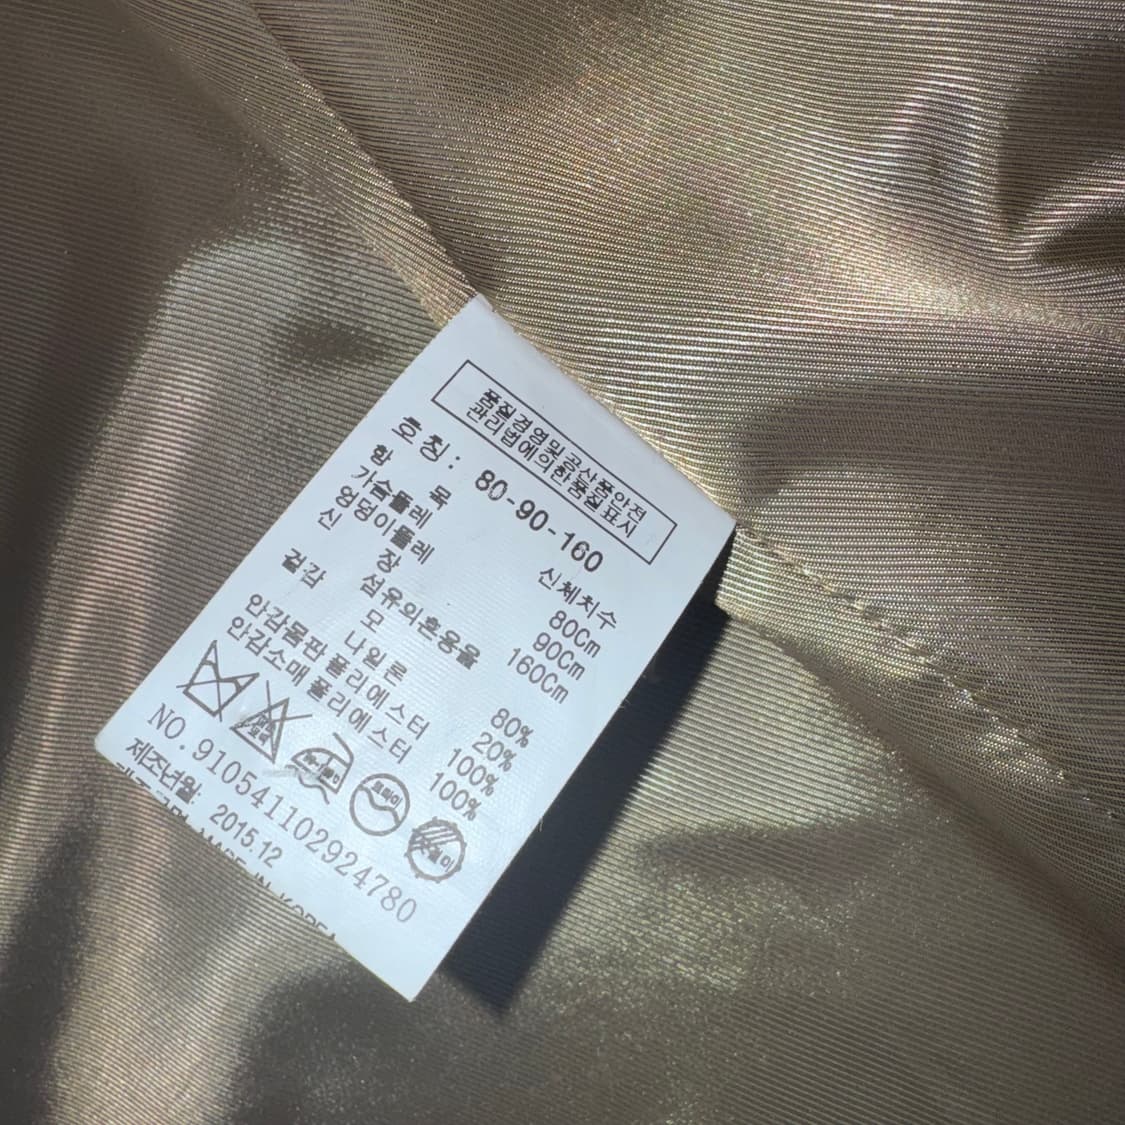 품질경영및공산품안전
관리법에의한품질표시
호 칭: 80-90-160
항 목 신체치수
가슴둘레 80Cm
엉덩이둘레 90Cm
신 장 160Cm
섬유의혼용율
겉감 모 80%
나일론 20%
안감몸판 폴리에스터 100%
안감소매 폴리에스터 100%
NO.9105411102924780
제조년월: 2015.12
MADE IN KOREA